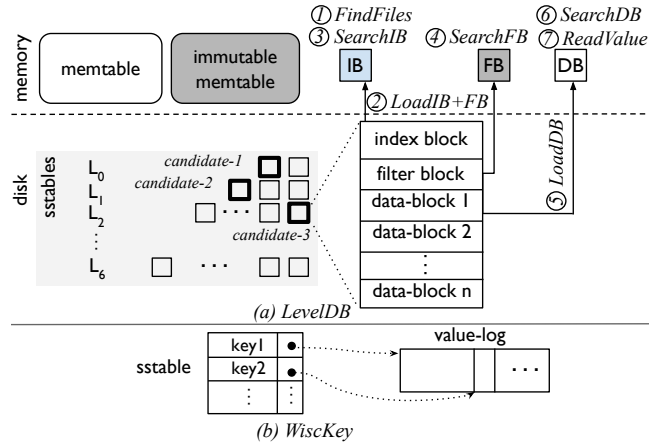 ① FindFiles
③ SearchIB
④ SearchFB
⑥ SearchDB
⑦ ReadValue
memory
memtable
immutable
memtable
IB
FB
DB
② LoadIB+FB
⑤ LoadDB
disk
sstables
L0
L1
L2
L6
candidate-1
candidate-2
candidate-3
index block
filter block
data-block 1
data-block 2
data-block n
(a) LevelDB
sstable
key1
key2
value-log
(b) WiscKey